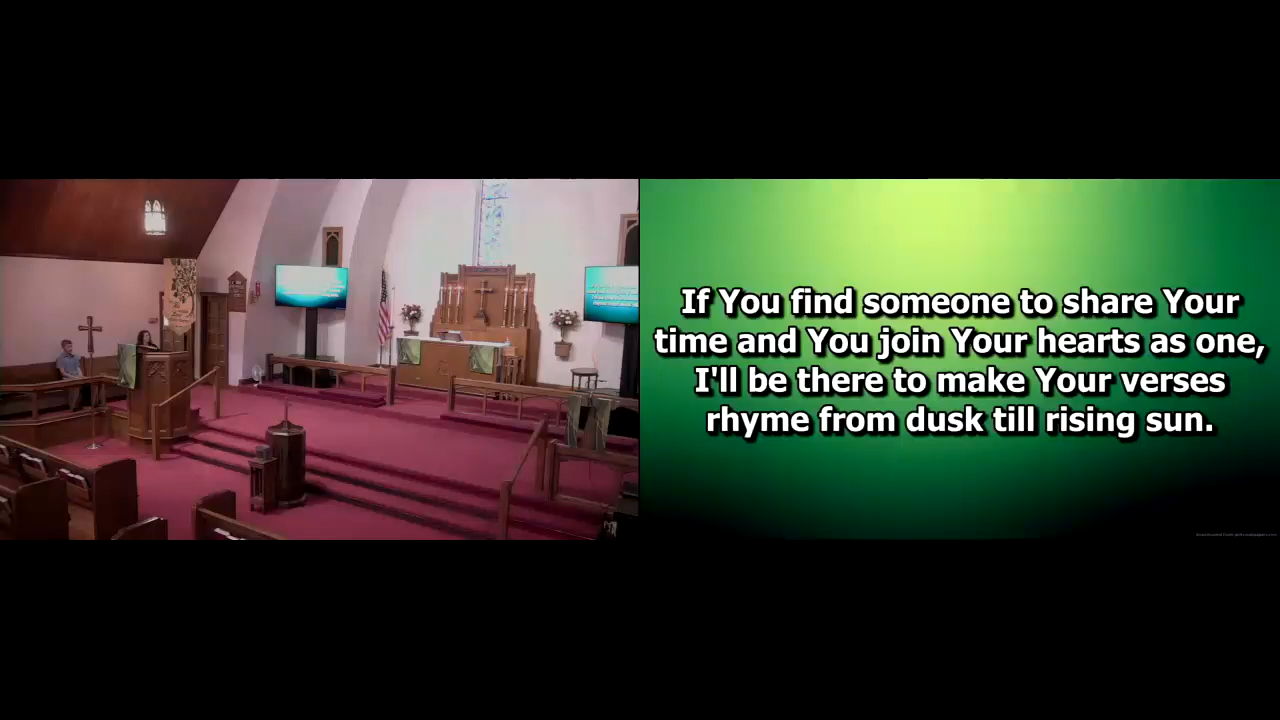 If You find someone to share Your
time and You join Your hearts as one,
I'll be there to make Your verses
rhyme from dusk till rising sun.